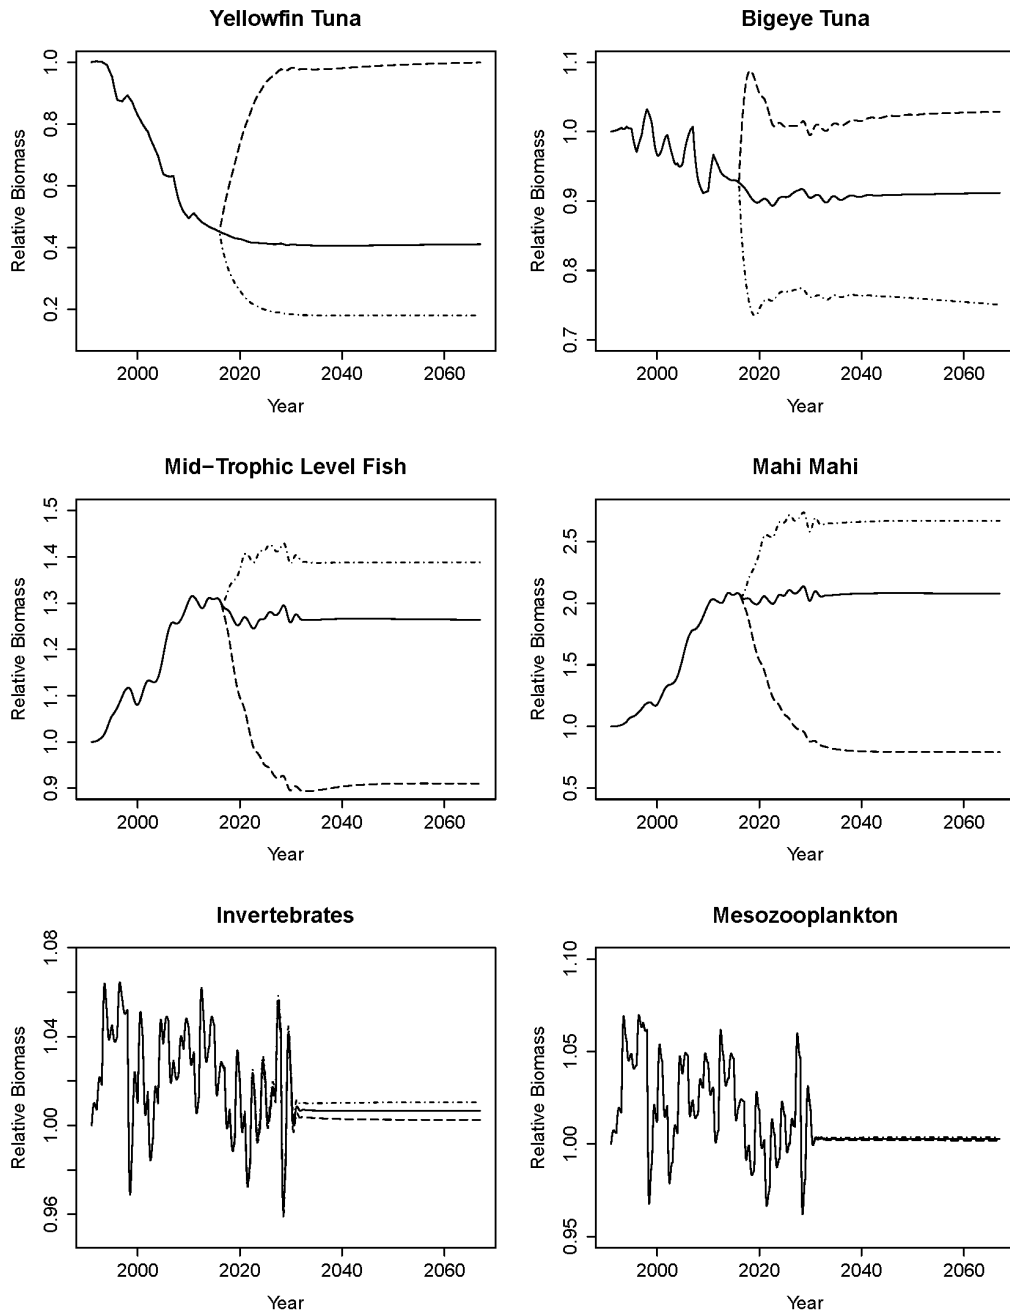 Yellowfin Tuna
Relative Biomass
0.2 0.4 0.6 0.8 1.0
2000 2020 2040 2060
Year
Bigeye Tuna
Relative Biomass
0.7 0.8 0.9 1.0 1.1
2000 2020 2040 2060
Year
Mid−Trophic Level Fish
Relative Biomass
0.9 1.0 1.1 1.2 1.3 1.4 1.5
2000 2020 2040 2060
Year
Mahi Mahi
Relative Biomass
0.5 1.0 1.5 2.0 2.5
2000 2020 2040 2060
Year
Invertebrates
Relative Biomass
0.96 1.00 1.04 1.08
2000 2020 2040 2060
Year
Mesozooplankton
Relative Biomass
0.95 1.00 1.05 1.10
2000 2020 2040 2060
Year